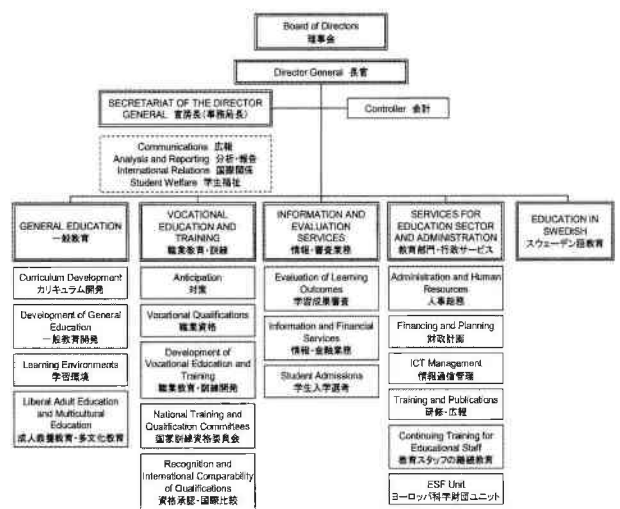 Board of Directors
理事会
Director General 長官
SECRETARIAT OF THE DIRECTOR
GENERAL 官房長(事務局長)
Controller 会計
Communications 広報
Analysis and Reporting 分析・報告
International Relations 国際関係
Student Welfare 学生福祉
GENERAL EDUCATION
一般教育
Curriculum Development
カリキュラム開発
Development of General
Education
一般教育開発
Learning Environments
学習環境
Liberal Adult Education
and Multicultural
Education
成人教養教育・多文化教育
VOCATIONAL
EDUCATION AND
TRAINING
職業教育・訓練
Anticipation
対策
Vocational Qualifications
職業資格
Development of
Vocational Education and
Training
職業教育・訓練開発
National Training and
Qualification Committees
国家訓練資格委員会
Recognition and
International Comparability
of Qualifications
資格承認・国際比較
INFORMATION AND
EVALUATION
SERVICES
情報・審査業務
Evaluation of Learning
Outcomes
学習成果審査
Information and Financial
Services
情報・金融業務
Student Admissions
学生入学選考
SERVICES FOR
EDUCATION SECTOR
AND ADMINISTRATION
教育部門・行政サービス
Administration and Human
Resources
人事総務
Financing and Planning
財政計画
ICT Management
情報通信管理
Training and Publications
研修・広報
Continuing Training for
Educational Staff
教育スタッフの継続教育
ESF Unit
ヨーロッパ科学財団ユニット
EDUCATION IN
SWEDISH
スウェーデン語教育